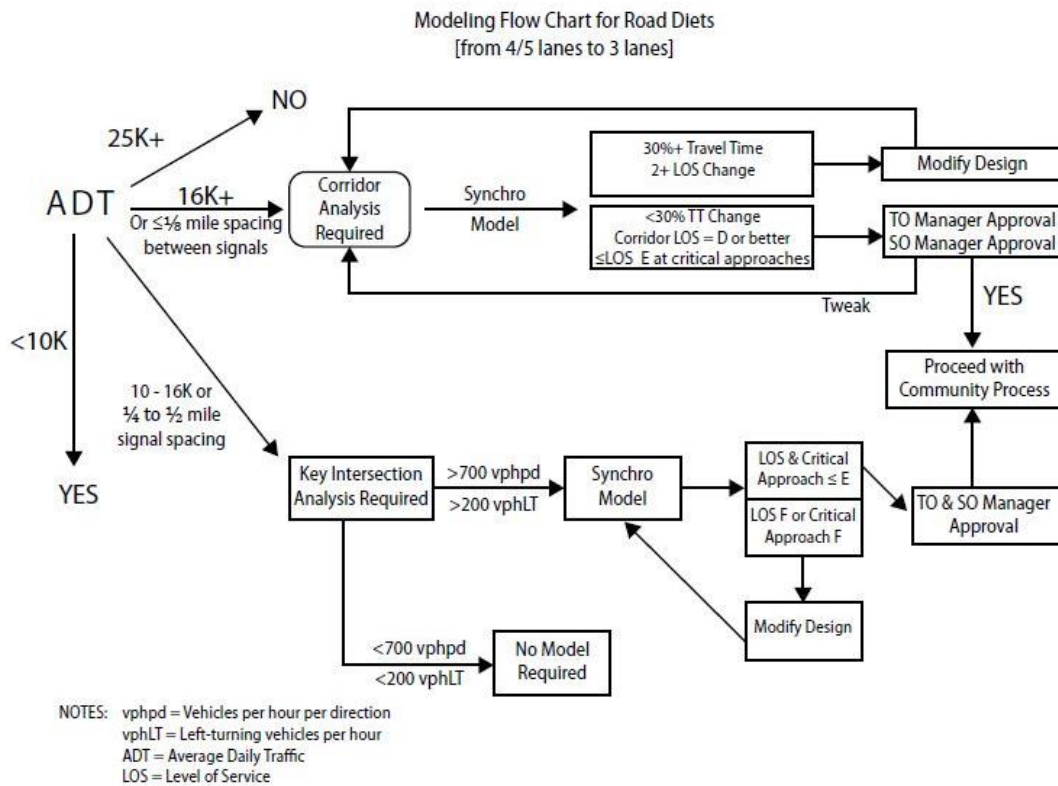 Modeling Flow Chart for Road Diets
[from 4/5 lanes to 3 lanes]
NO
25K+
ADT
16K+
Or ≤⅛ mile spacing
between signals
Corridor
Analysis
Required
Synchro
Model
30%+ Travel Time
2+ LOS Change
Modify Design
<30% TT Change
Corridor LOS = D or better
≤LOS E at critical approaches
TO Manager Approval
SO Manager Approval
Tweak
YES
<10K
Proceed with
Community Process
10 - 16K or
¼ to ½ mile
signal spacing
YES
Key Intersection
Analysis Required
>700 vphpd
>200 vphLT
Synchro
Model
LOS & Critical
Approach ≤ E
LOS F or Critical
Approach F
TO & SO Manager
Approval
Modify Design
<700 vphpd
<200 vphLT
No Model
Required
NOTES: vphpd = Vehicles per hour per direction
vphLT = Left-turning vehicles per hour
ADT = Average Daily Traffic
LOS = Level of Service